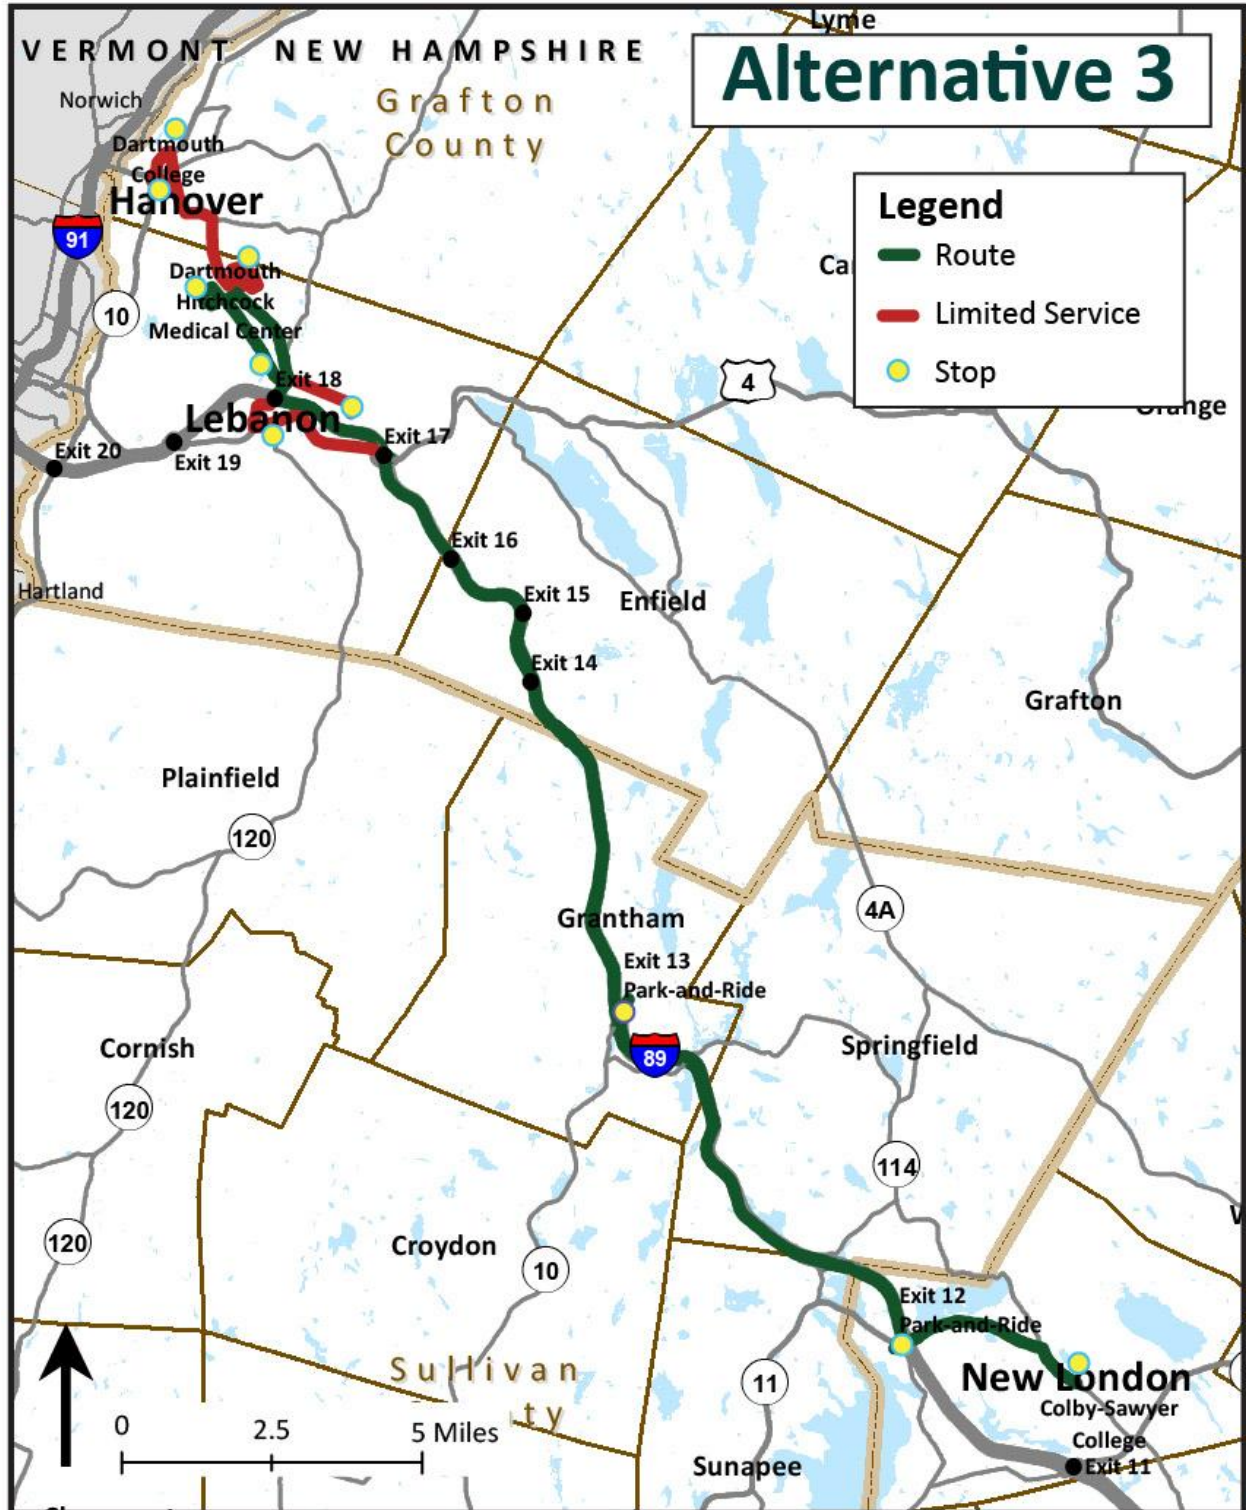 Lyme
VERMONT NEW HAMPSHIRE
Alternative 3
Norwich
Grafton
County
Dartmouth
College
Hanover
Legend
Route
Limited Service
Stop
91
Dartmouth
Hitchcock
Medical Center
10
Exit 18
4
Lebanon
Exit 17
Exit 20
Exit 19
Exit 16
Hartland
Exit 15
Enfield
Exit 14
Grafton
Plainfield
120
4A
Grantham
Exit 13
Park-and-Ride
Cornish
89
Springfield
120
114
120
Croydon
10
Exit 12
Park-and-Ride
Sullivan
ty
11
New London
Colby-Sawyer
College
Exit 11
0 2.5 5 Miles
Sunapee